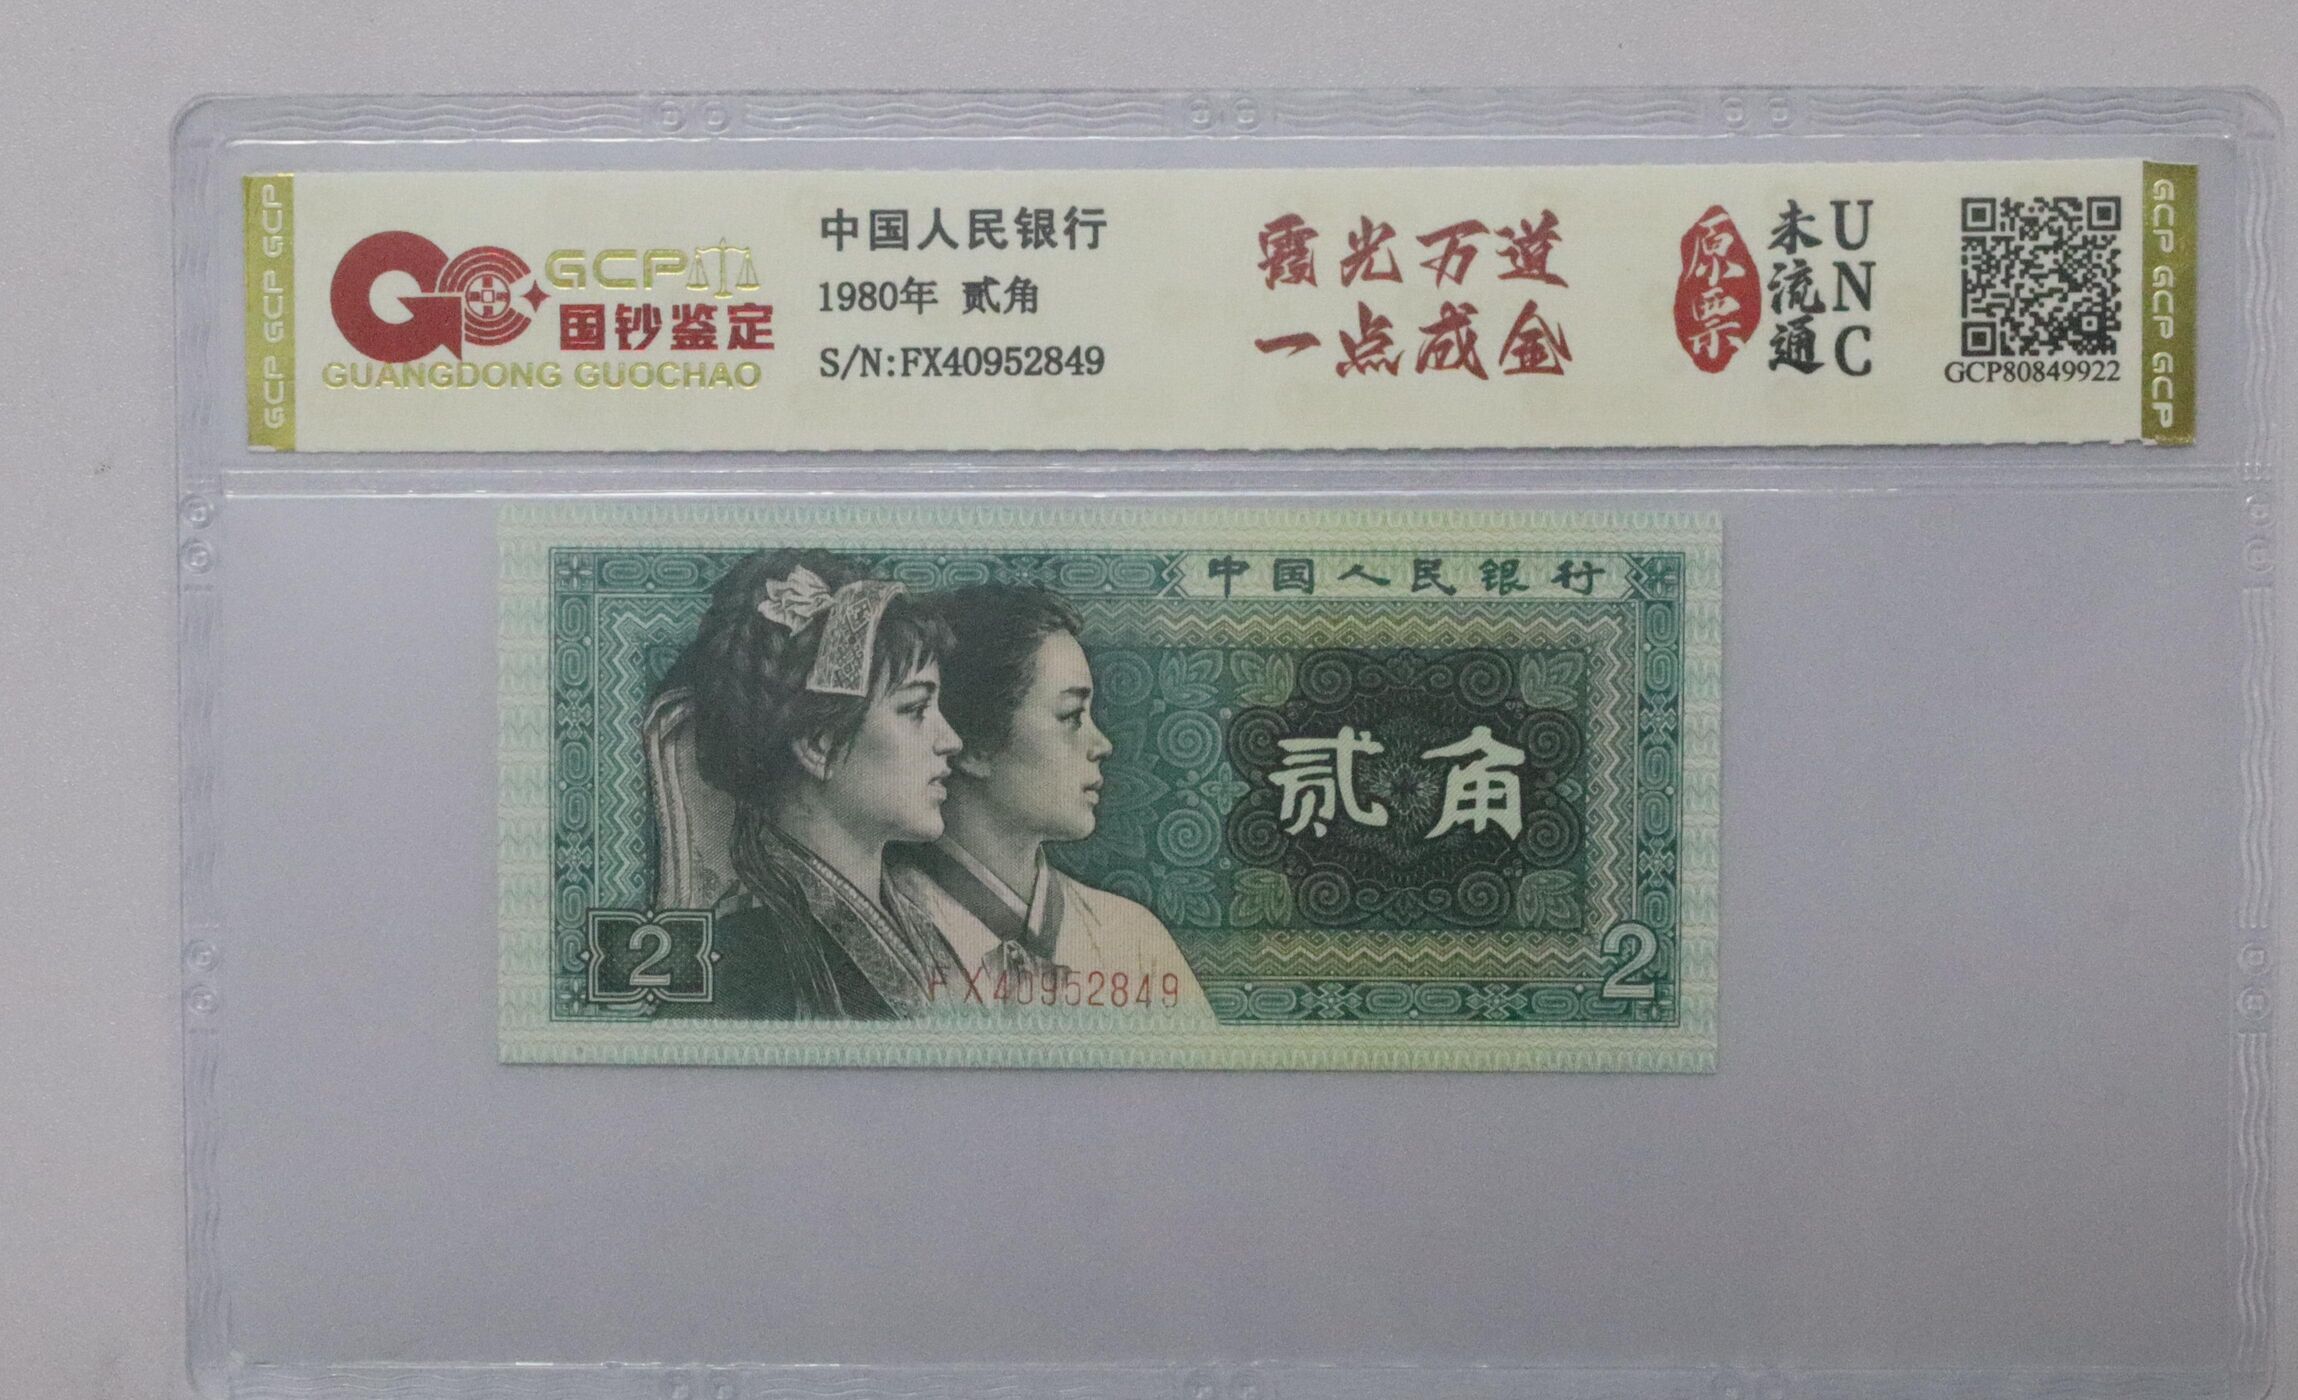 GCP GCP GCP
GCP
国钞鉴定
GUANGDONG GUOCHAO
中国人民银行
1980年 贰角
S/N:FX40952849
霞光万道
一点成金
原票
未流通
UNC
GCP80849922
GCP GCP GCP
中国人民银行
贰角
2
FX40952849
2